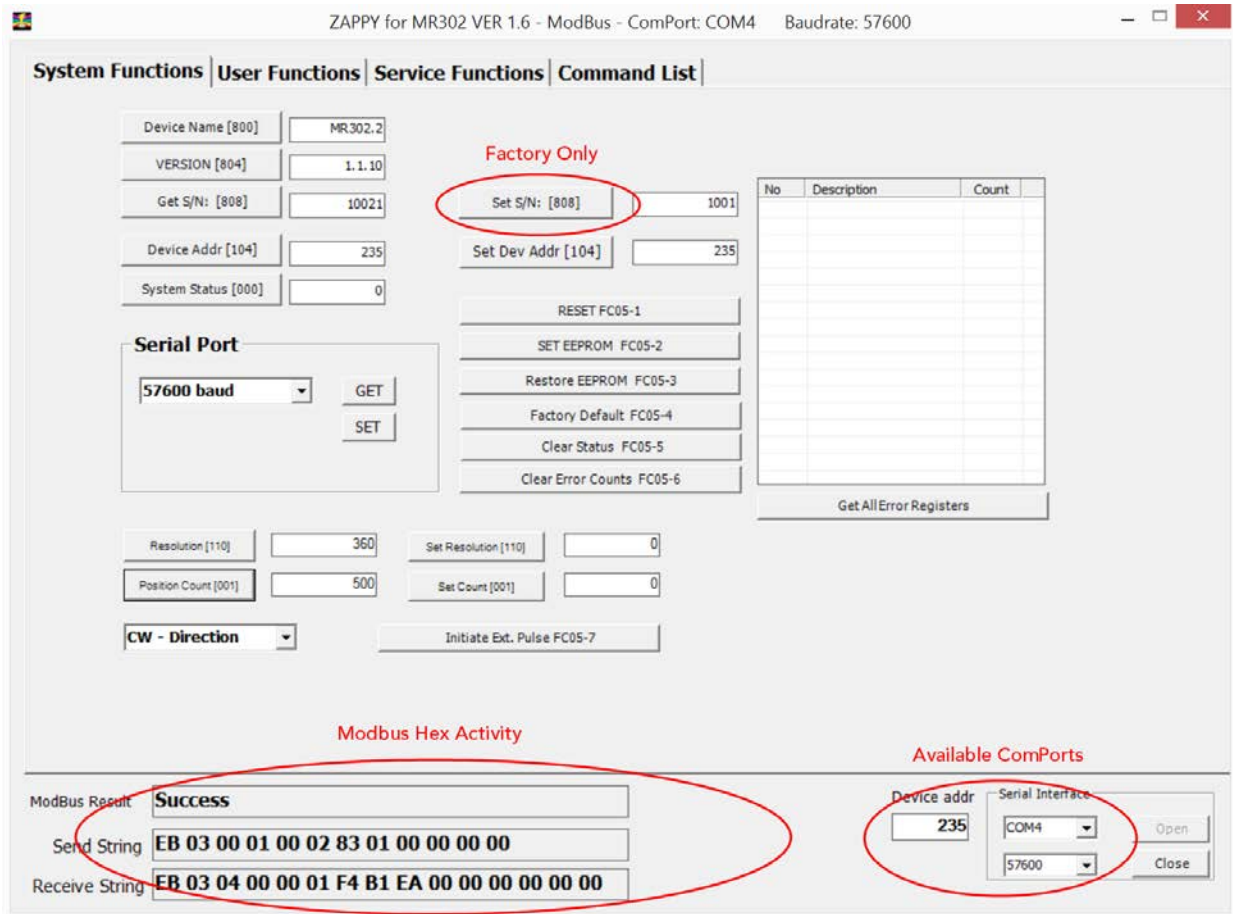 ZAPPY for MR302 VER 1.6 - ModBus - ComPort: COM4 Baudrate: 57600
System Functions User Functions Service Functions Command List
Device Name [800] MR302.2
VERSION [804] 1.1.10
Factory Only
Get S/N: [808] 10021 Set S/N: [808] 1001
No Description Count
Device Addr [104] 235 Set Dev Addr [104] 235
System Status [000] 0
RESET FC05-1
Serial Port
SET EEPROM FC05-2
57600 baud GET
Restore EEPROM FC05-3
SET
Factory Default FC05-4
Clear Status FC05-5
Clear Error Counts FC05-6
Get All Error Registers
Resolution [110] 360 Set Resolution [110] 0
Position Count [001] 500 Set Count [001] 0
CW - Direction Initiate Ext. Pulse FC05-7
Modbus Hex Activity
Available ComPorts
ModBus Result Success
Device addr Serial Interface
235 COM4 Open
Send String EB 03 00 01 00 02 83 01 00 00 00 00
57600 Close
Receive String EB 03 04 00 00 01 F4 B1 EA 00 00 00 00 00 00